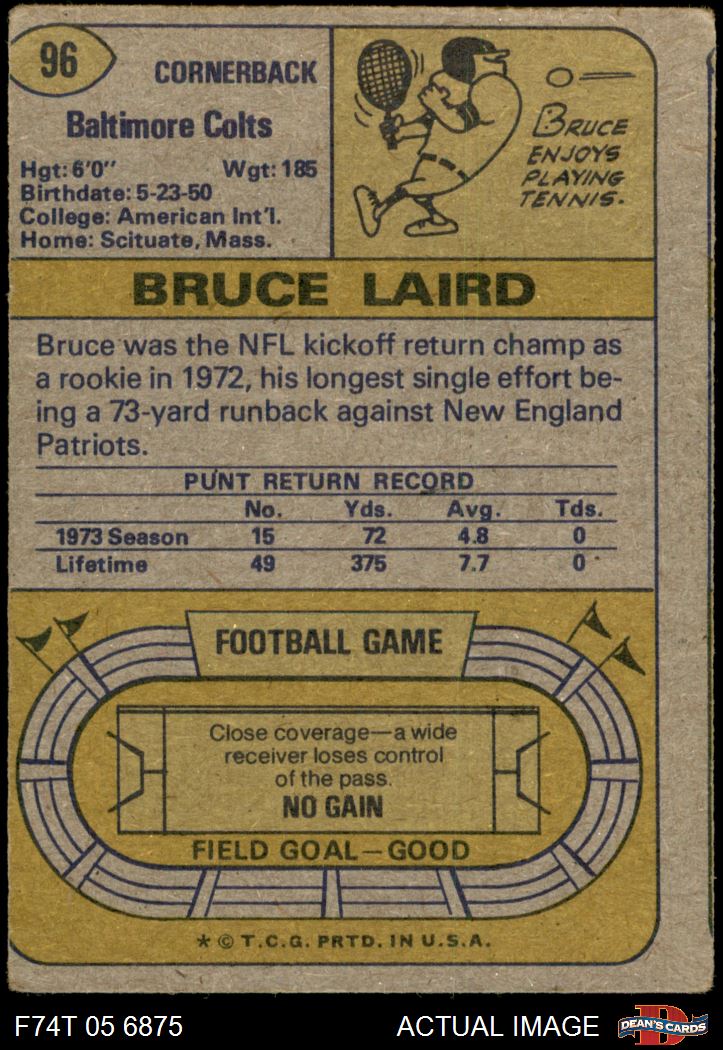 96
CORNERBACK
Baltimore Colts
Hgt: 6'0" Wgt: 185
Birthdate: 5-23-50
College: American Int'l.
Home: Scituate, Mass.
BRUCE
ENJOYS
PLAYING
TENNIS.
BRUCE LAIRD
Bruce was the NFL kickoff return champ as
a rookie in 1972, his longest single effort be-
ing a 73-yard runback against New England
Patriots.
PUNT RETURN RECORD
No. Yds. Avg. Tds.
1973 Season 15 72 4.8 0
Lifetime 49 375 7.7 0
FOOTBALL GAME
Close coverage—a wide
receiver loses control
of the pass.
NO GAIN
FIELD GOAL—GOOD
* © T.C.G. PRTD. IN U.S.A.
F74T 05 6875 ACTUAL IMAGE
D
DEAN'S CARDS